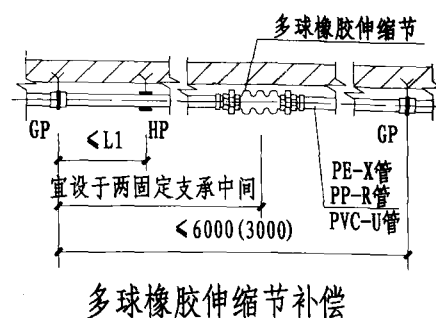 多球橡胶伸缩节
GP
HP
GP
≤L1
PE-X管
PP-R管
PVC-U管
宜设于两固定支承中间
≤6000(3000)
多球橡胶伸缩节补偿